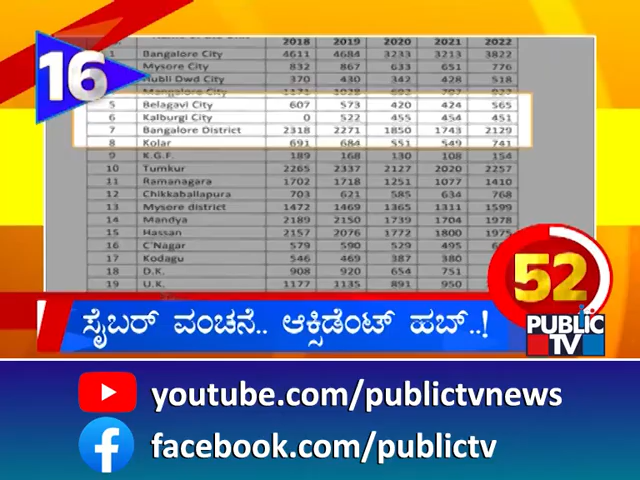 16
2018 2019 2020 2021 2022
1 Bangalore City 4611 4684 3233 3213 3822
Mysore City 832 867 633 651 776
Hubli Dwd City 370 430 342 428 518
Mangalore City
5 Belagavi City 607 573 420 424 565
6 Kalburgi City 0 522 455 454 451
7 Bangalore District 2318 2271 1850 1743 2129
8 Kolar 691 684 551 549 741
9 K.G.F. 189 168 130 108 154
10 Tumkur 2265 2337 2127 2020 2257
11 Ramanagara 1702 1718 1251 1077 1410
12 Chikkaballapura 703 621 585 634 768
13 Mysore district 1472 1469 1365 1311 1599
14 Mandya 2189 2150 1739 1704 1978
15 Hassan 2157 2076 1772 1800 1975
16 C'Nagar 579 590 529 495
17 Kodagu 546 469 387 380
18 D.K. 908 920 654 751
19 U.K. 1177 1135 891 950
52
PUBLiC
TV
ಸೈಬರ್ ವಂಚನೆ.. ಆಕ್ಸಿಡೆಂಟ್ ಹಬ್..!
youtube.com/publictvnews
facebook.com/publictv